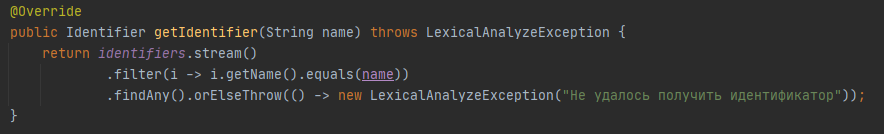 @Override
public Identifier getIdentifier(String name) throws LexicalAnalyzeException {
    return identifiers.stream()
            .filter(i -> i.getName().equals(name))
            .findAny().orElseThrow(() -> new LexicalAnalyzeException("Не удалось получить идентификатор"));
}